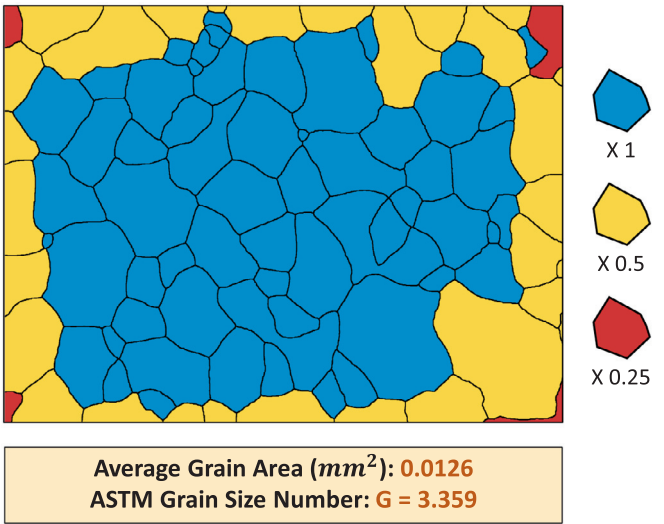 X 1
X 0.5
X 0.25
Average Grain Area (mm²): 0.0126
ASTM Grain Size Number: G = 3.359